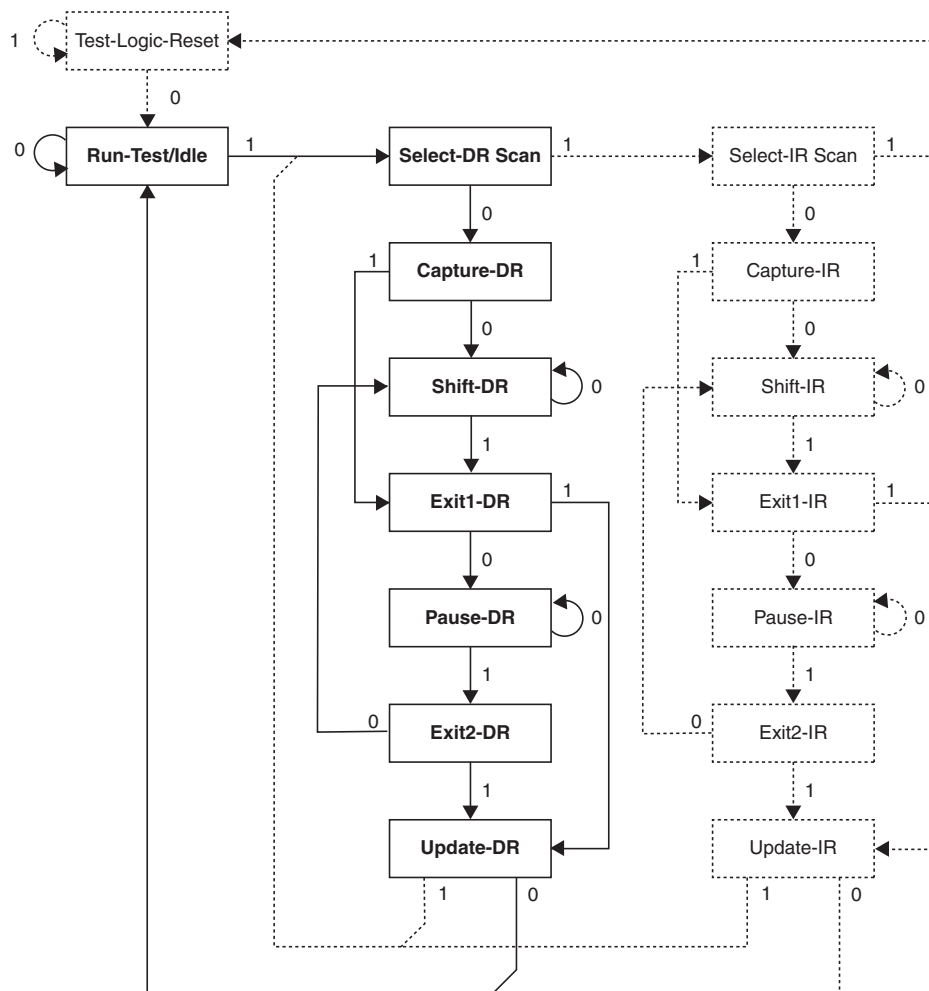 1
Test-Logic-Reset
0
0
Run-Test/Idle
1
Select-DR Scan
1
Select-IR Scan
1
0
0
1
Capture-DR
1
Capture-IR
0
0
Shift-DR
0
Shift-IR
0
1
1
Exit1-DR
1
Exit1-IR
1
0
0
Pause-DR
0
Pause-IR
0
1
1
0
Exit2-DR
0
Exit2-IR
1
1
Update-DR
Update-IR
1
0
1
0